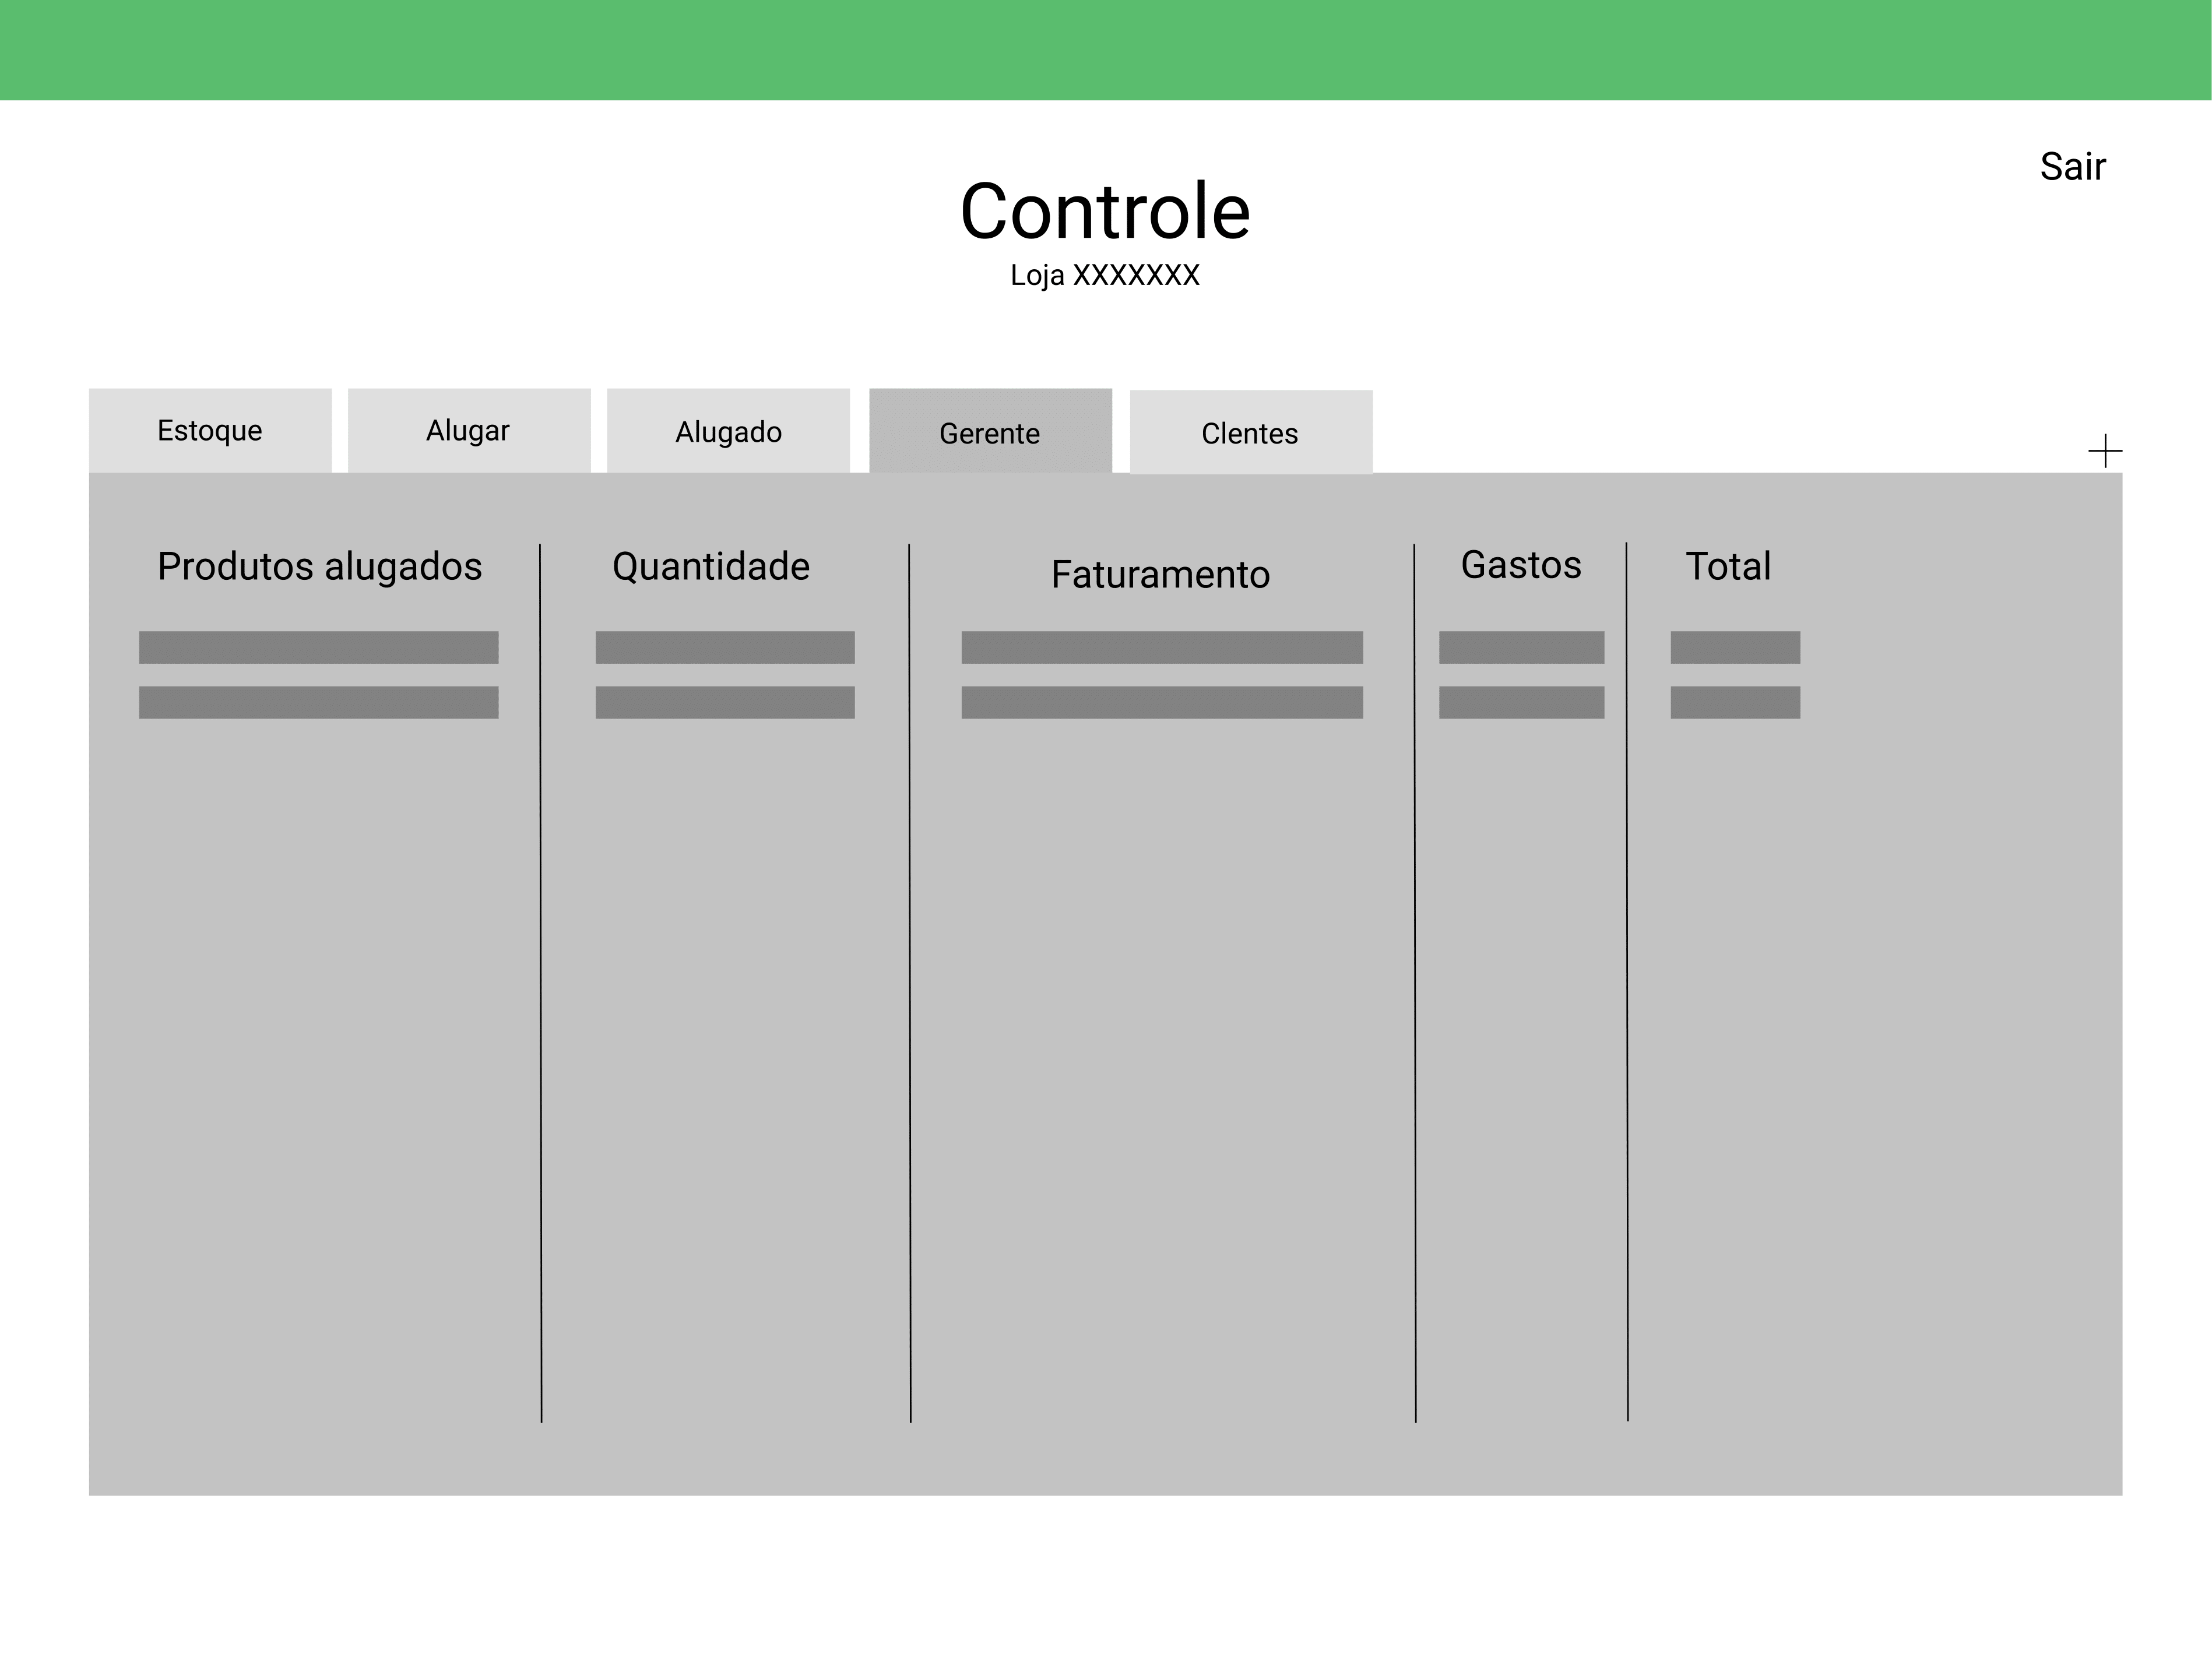 Sair
Controle
Loja XXXXXXX
Estoque
Alugar
Alugado
Gerente
Clentes
Produtos alugados
Quantidade
Faturamento
Gastos
Total